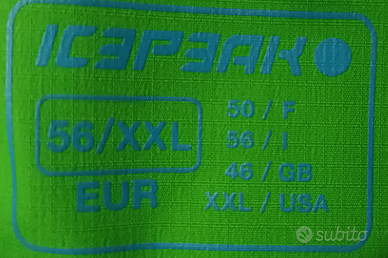 ICEPEAK
56/XXL
EUR
50 / F
56 / I
46 / GB
XXL / USA
subito